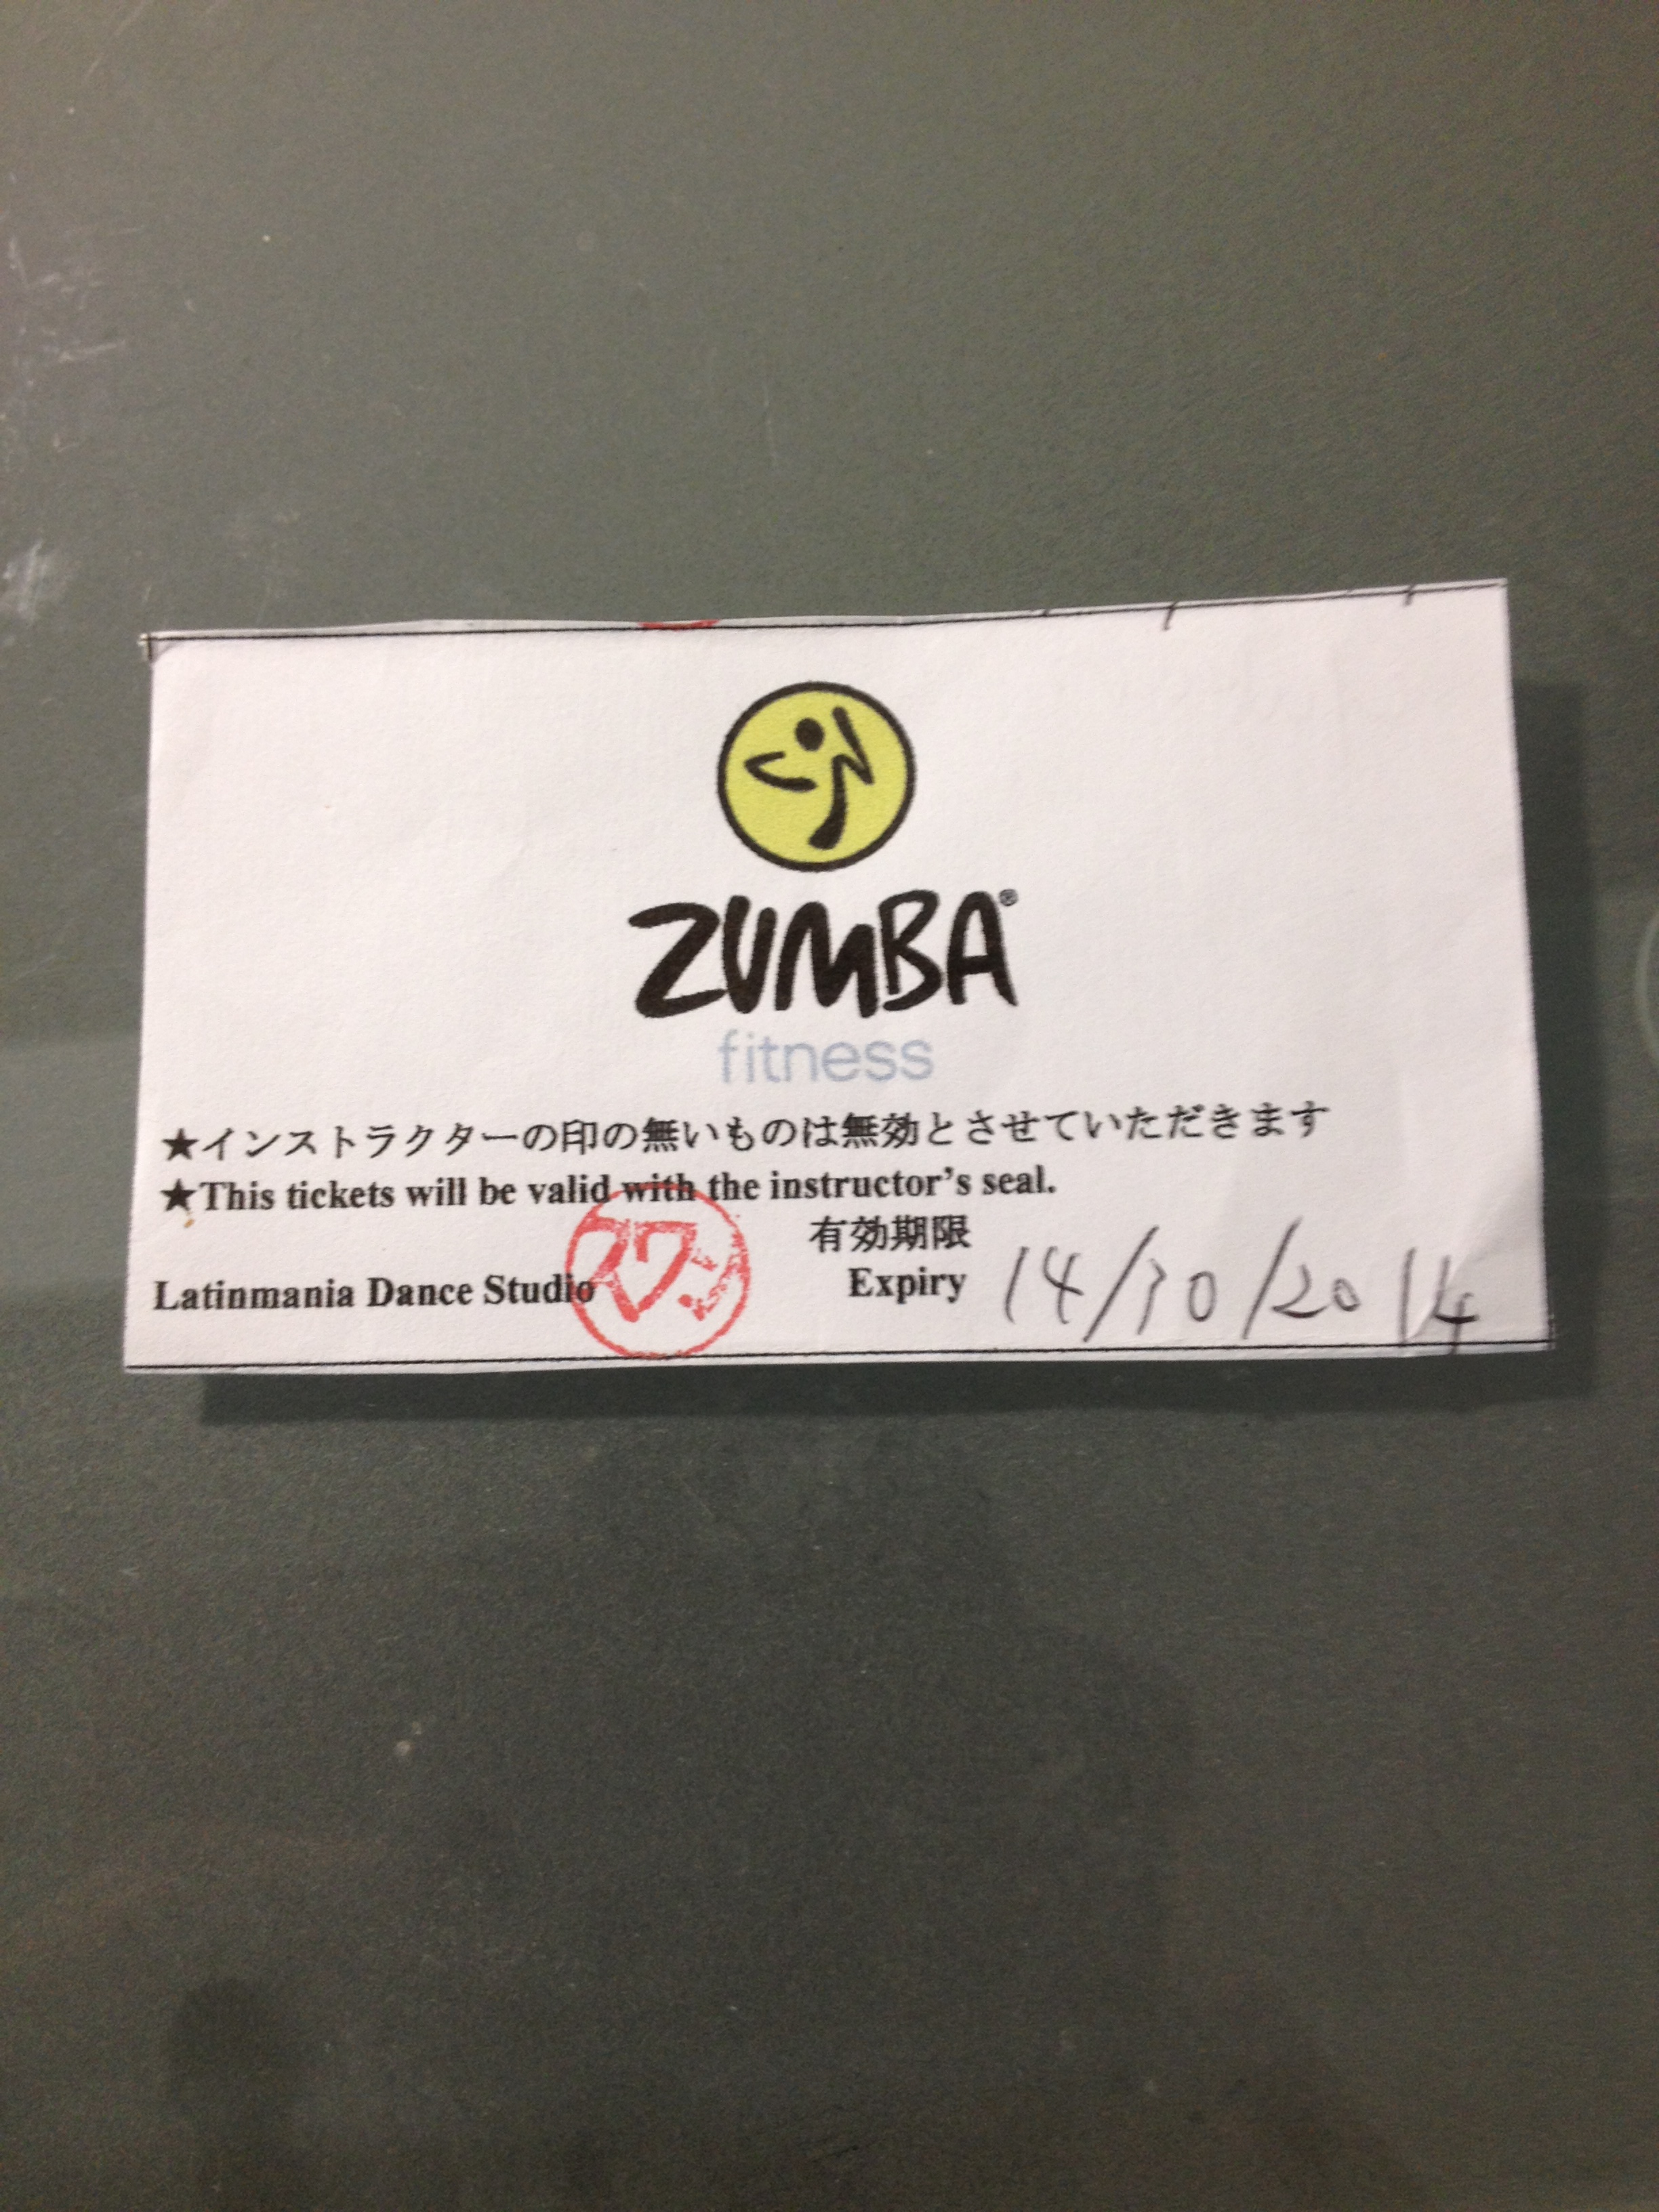 ZUMBA®
fitness
★インストラクターの印の無いものは無効とさせていただきます
★This tickets will be valid with the instructor's seal.
有効期限
Latinmania Dance Studio
Expiry 14/10/2014